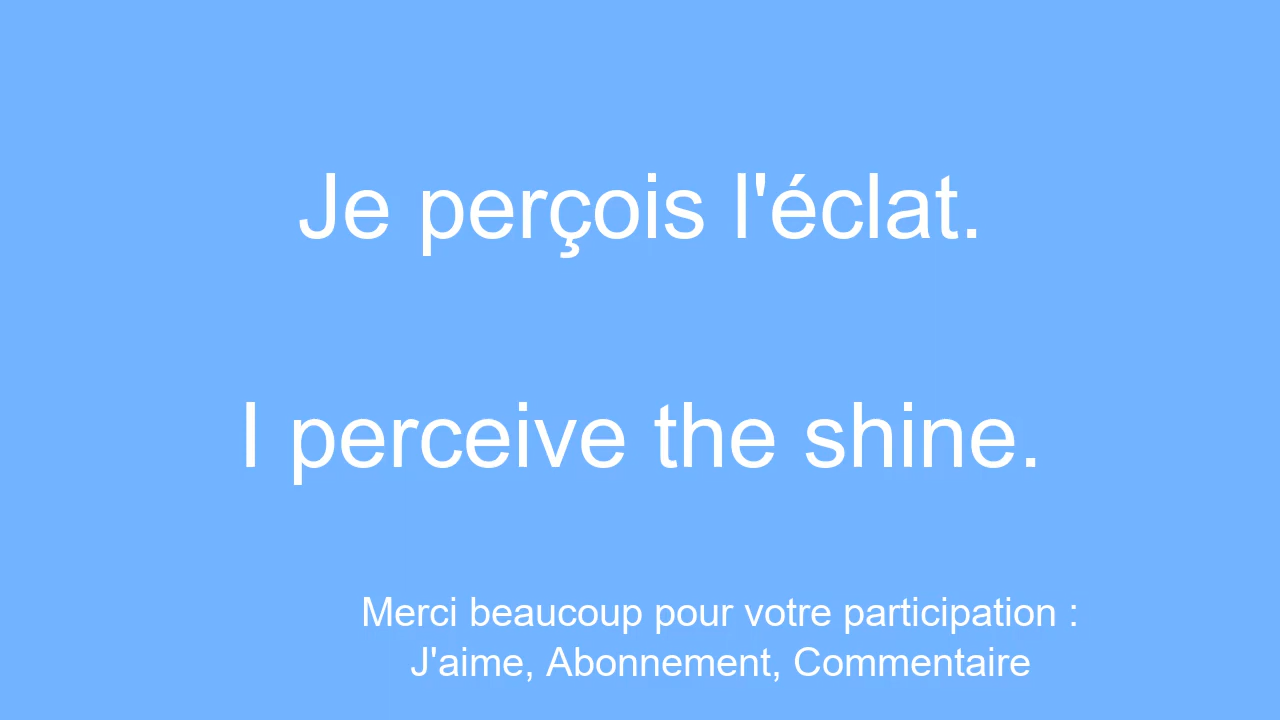 Je perçois l'éclat.
I perceive the shine.
Merci beaucoup pour votre participation :
J'aime, Abonnement, Commentaire